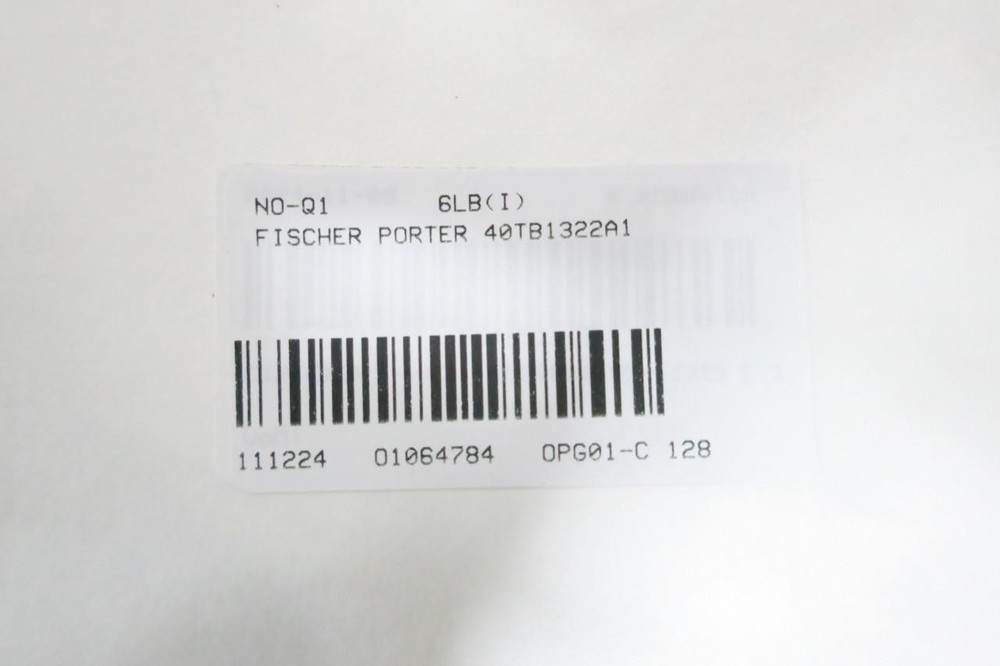 NO-Q1 6LB(I)
FISCHER PORTER 40TB1322A1
111224 01064784 OPG01-C 128